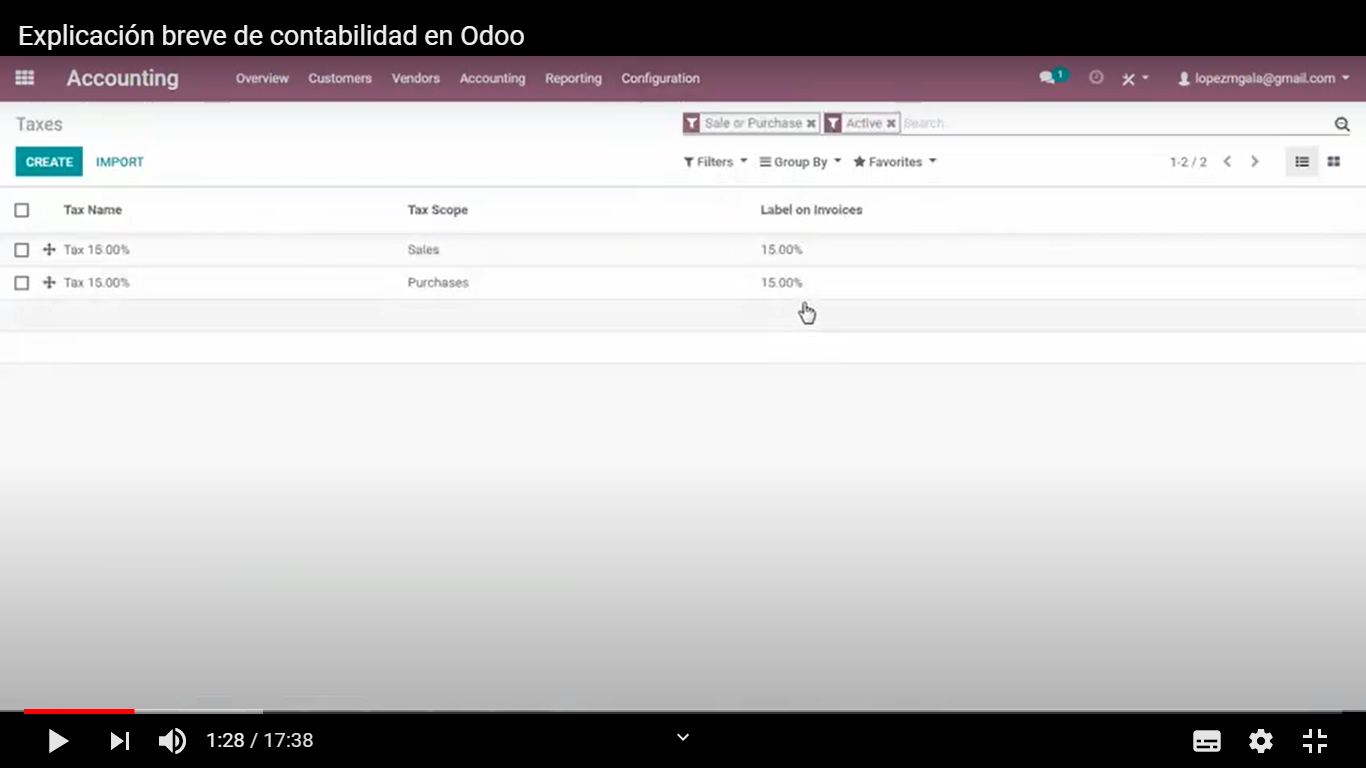 Explicación breve de contabilidad en Odoo
Accounting Overview Customers Vendors Accounting Reporting Configuration 1 lopezmgala@gmail.com
Taxes Sale or Purchase Active Search...
CREATE IMPORT Filters Group By Favorites 1-2 / 2
Tax Name Tax Scope Label on Invoices
Tax 15.00% Sales 15.00%
Tax 15.00% Purchases 15.00%
1:28 / 17:38